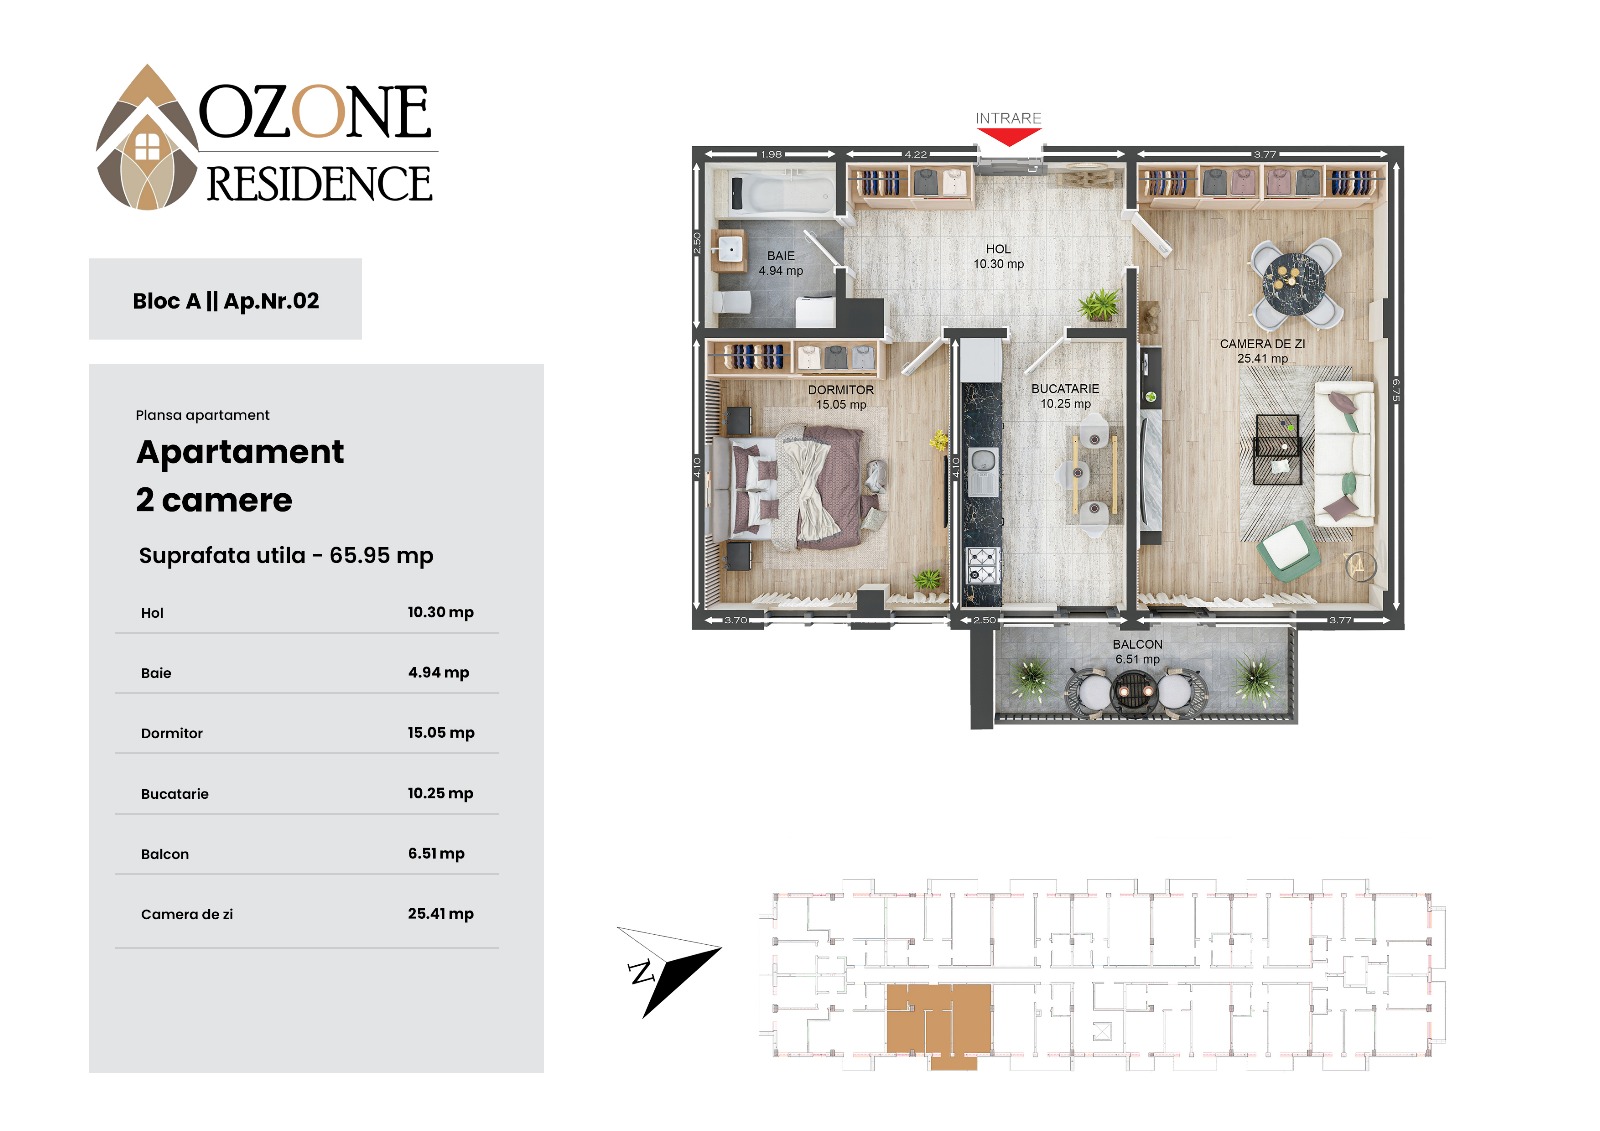 OZONE
RESIDENCE
Bloc A || Ap.Nr.02
Plansa apartament
Apartament
2 camere
Suprafata utila - 65.95 mp
Hol 10.30 mp
Baie 4.94 mp
Dormitor 15.05 mp
Bucatarie 10.25 mp
Balcon 6.51 mp
Camera de zi 25.41 mp
INTRARE
1.98 4.22 3.77
2.50
BAIE
4.94 mp
HOL
10.30 mp
CAMERA DE ZI
25.41 mp
6.75
DORMITOR
15.05 mp
BUCATARIE
10.25 mp
4.10
4.10
3.70 2.50 3.77
BALCON
6.51 mp
N